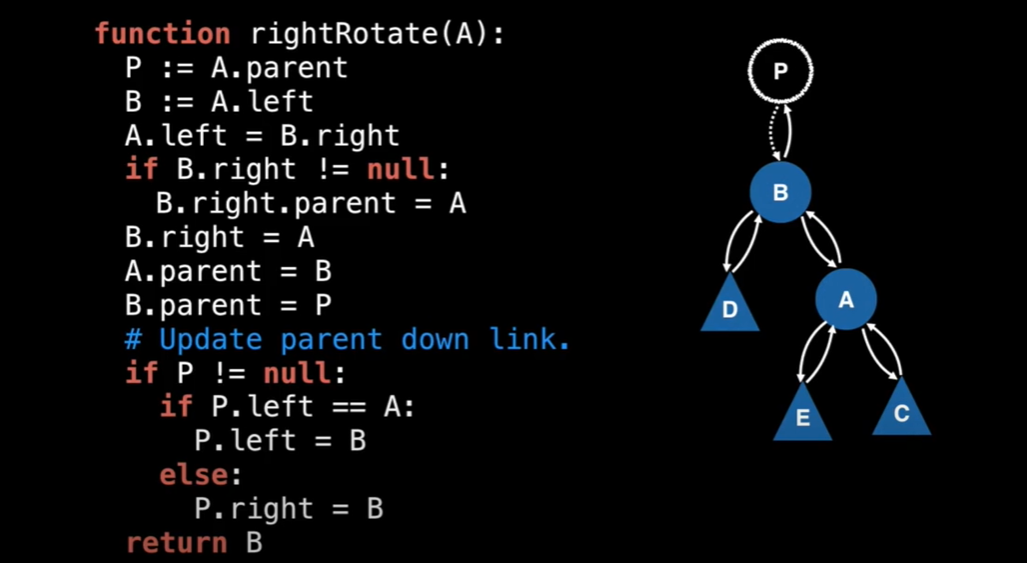 function rightRotate(A):
P := A.parent
B := A.left
A.left = B.right
if B.right != null:
B.right.parent = A
B.right = A
A.parent = B
B.parent = P
# Update parent down link.
if P != null:
if P.left == A:
P.left = B
else:
P.right = B
return B
P
B
D
A
E
C